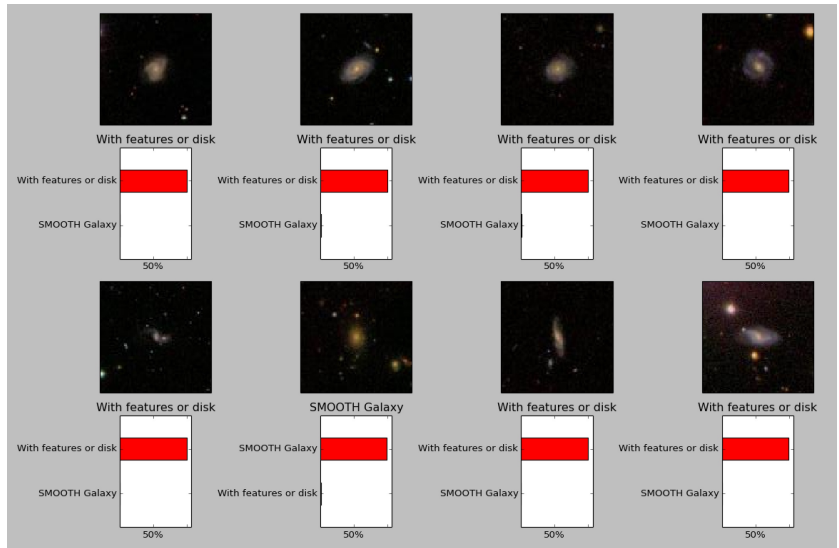 With features or disk
With features or disk
SMOOTH Galaxy
50%
With features or disk
With features or disk
SMOOTH Galaxy
50%
With features or disk
With features or disk
SMOOTH Galaxy
50%
With features or disk
With features or disk
SMOOTH Galaxy
50%
With features or disk
With features or disk
SMOOTH Galaxy
50%
SMOOTH Galaxy
SMOOTH Galaxy
With features or disk
50%
With features or disk
With features or disk
SMOOTH Galaxy
50%
With features or disk
With features or disk
SMOOTH Galaxy
50%